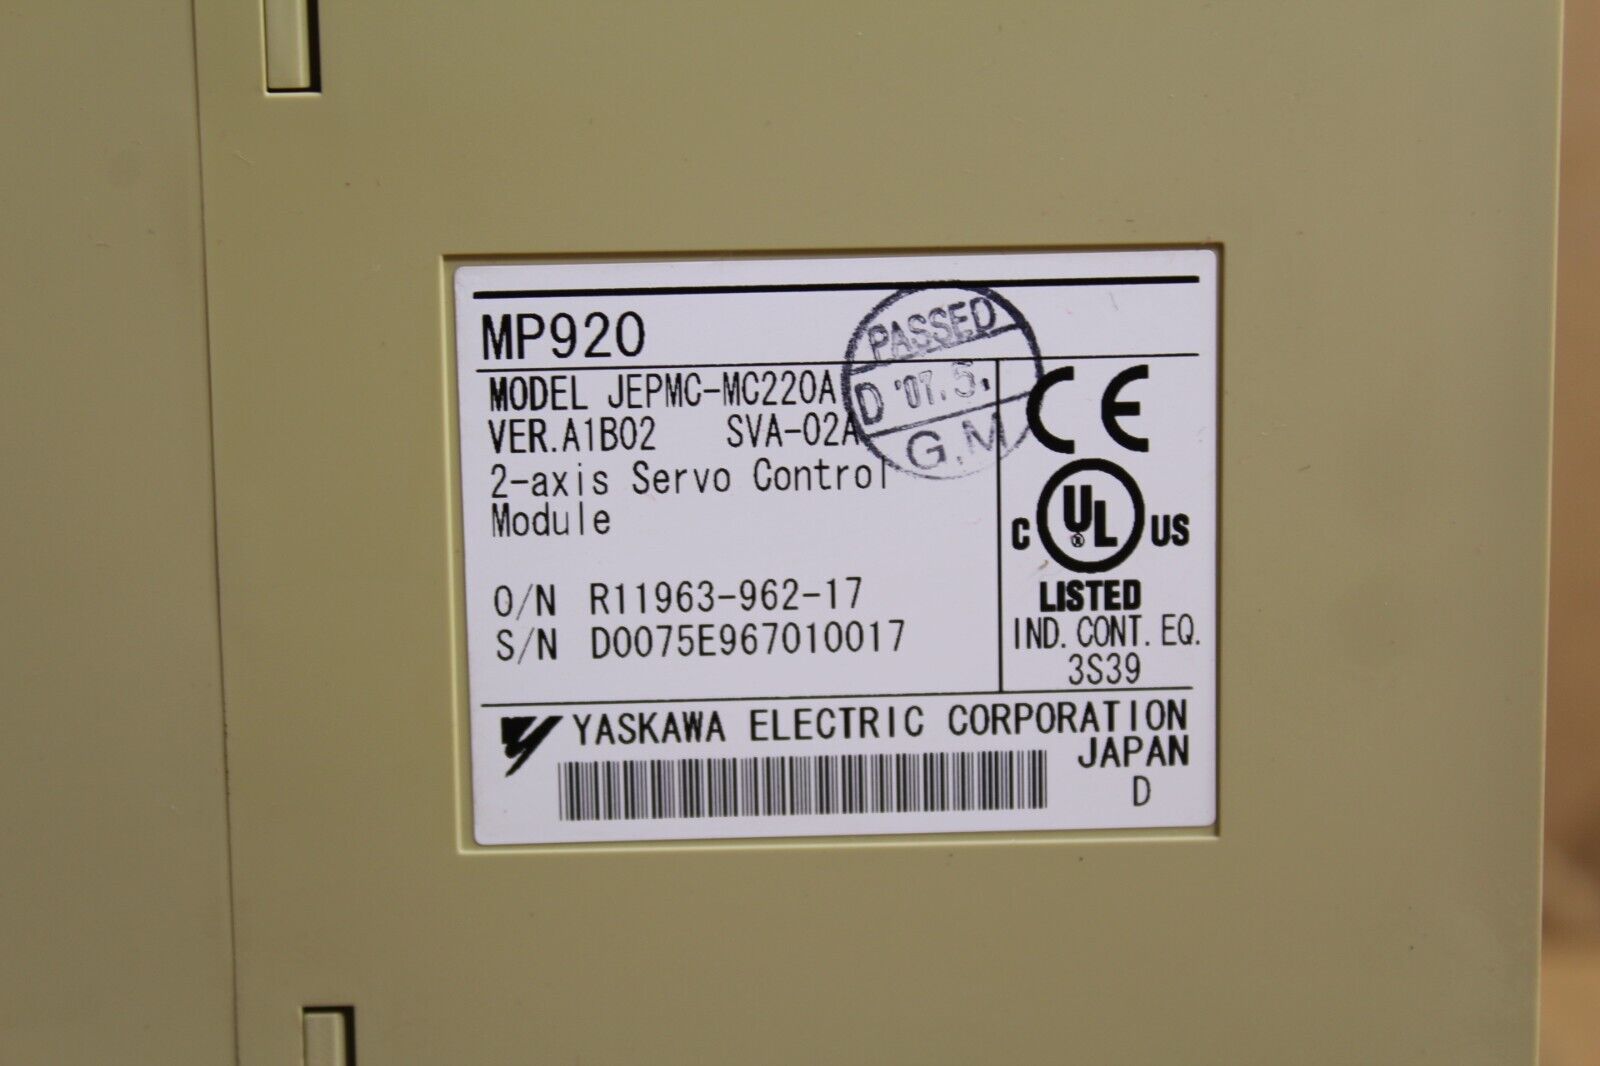 MP920
MODEL JEPMC-MC220A
VER.A1B02 SVA-02A
2-axis Servo Control
Module
O/N R11963-962-17
S/N D0075E967010017
PASSED
D '07.5.
G.M
CE
C UL® US
LISTED
IND. CONT. EQ.
3S39
YASKAWA ELECTRIC CORPORATION
JAPAN
D